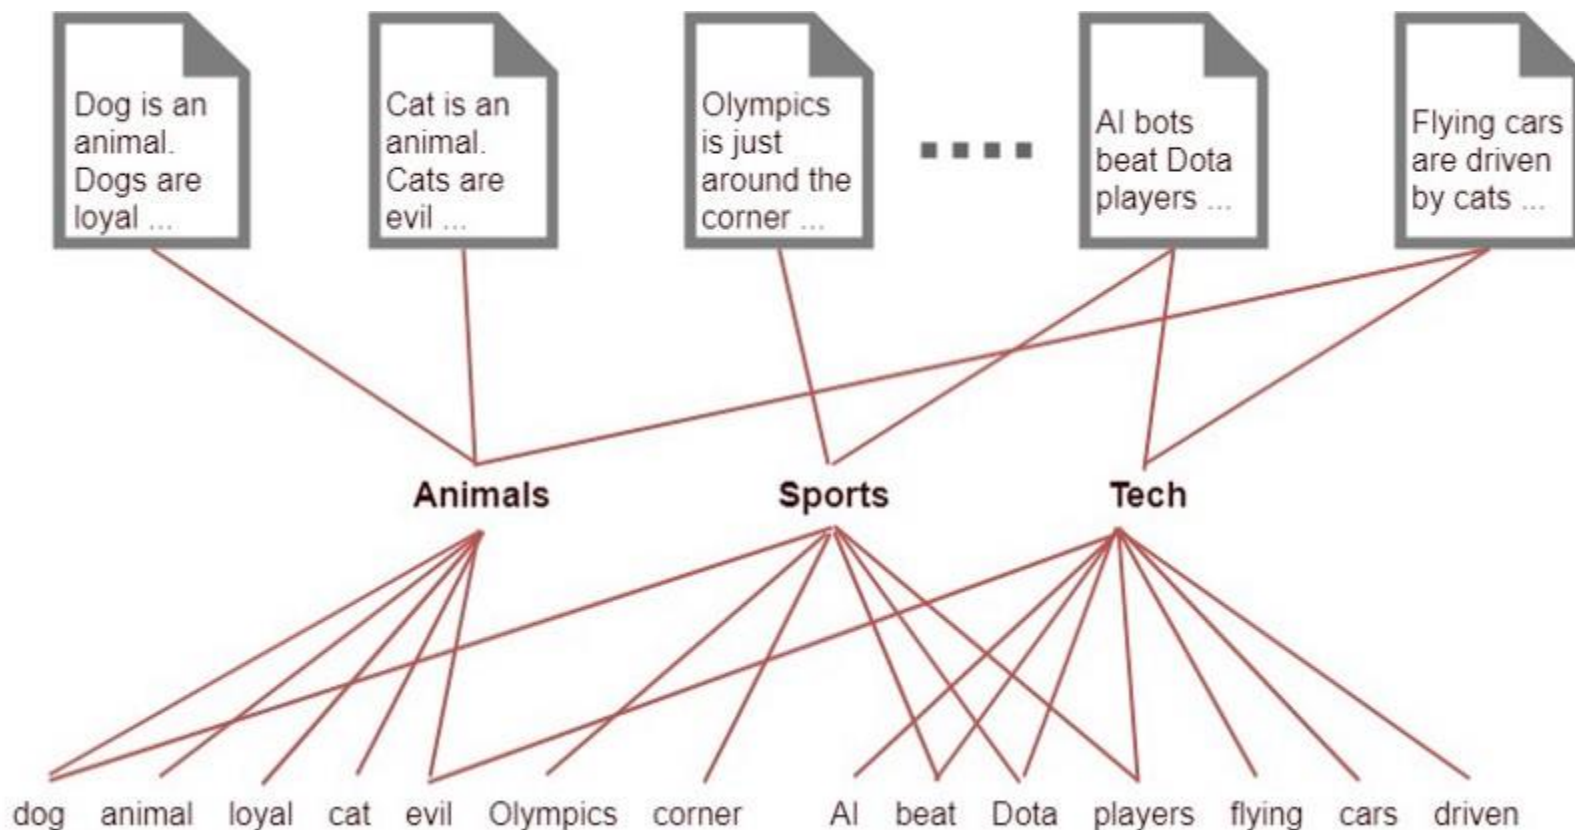 Dog is an
animal.
Dogs are
loyal ...
Cat is an
animal.
Cats are
evil ...
Olympics
is just
around the
corner ...
AI bots
beat Dota
players ...
Flying cars
are driven
by cats ...
Animals
Sports
Tech
dog animal loyal cat evil Olympics corner AI beat Dota players flying cars driven